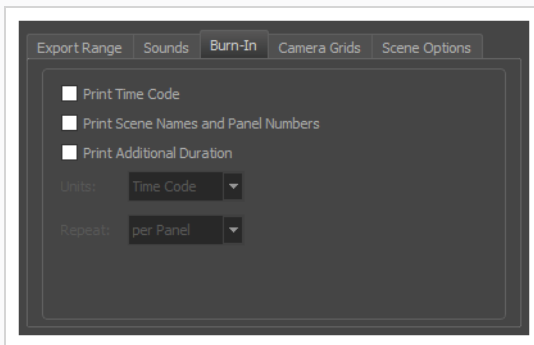 Export Range Sounds Burn-In Camera Grids Scene Options
Print Time Code
Print Scene Names and Panel Numbers
Print Additional Duration
Units: Time Code
Repeat: per Panel